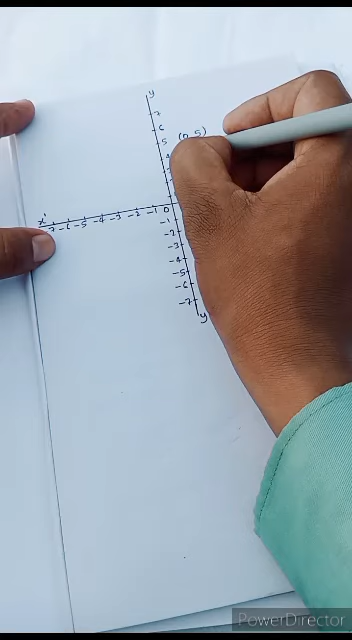 y
7
6
5
(0,5)
x'
-7 -6 -5 -4 -3 -2 -1 0
-1
-2
-3
-4
-5
-6
-7
y
PowerDirector